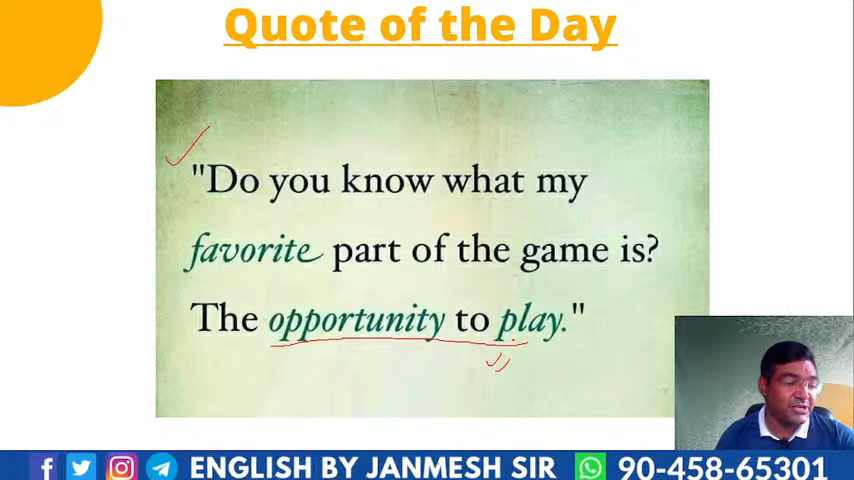 Quote of the Day
"Do you know what my
favorite part of the game is?
The opportunity to play."
ENGLISH BY JANMESH SIR 90-458-65301